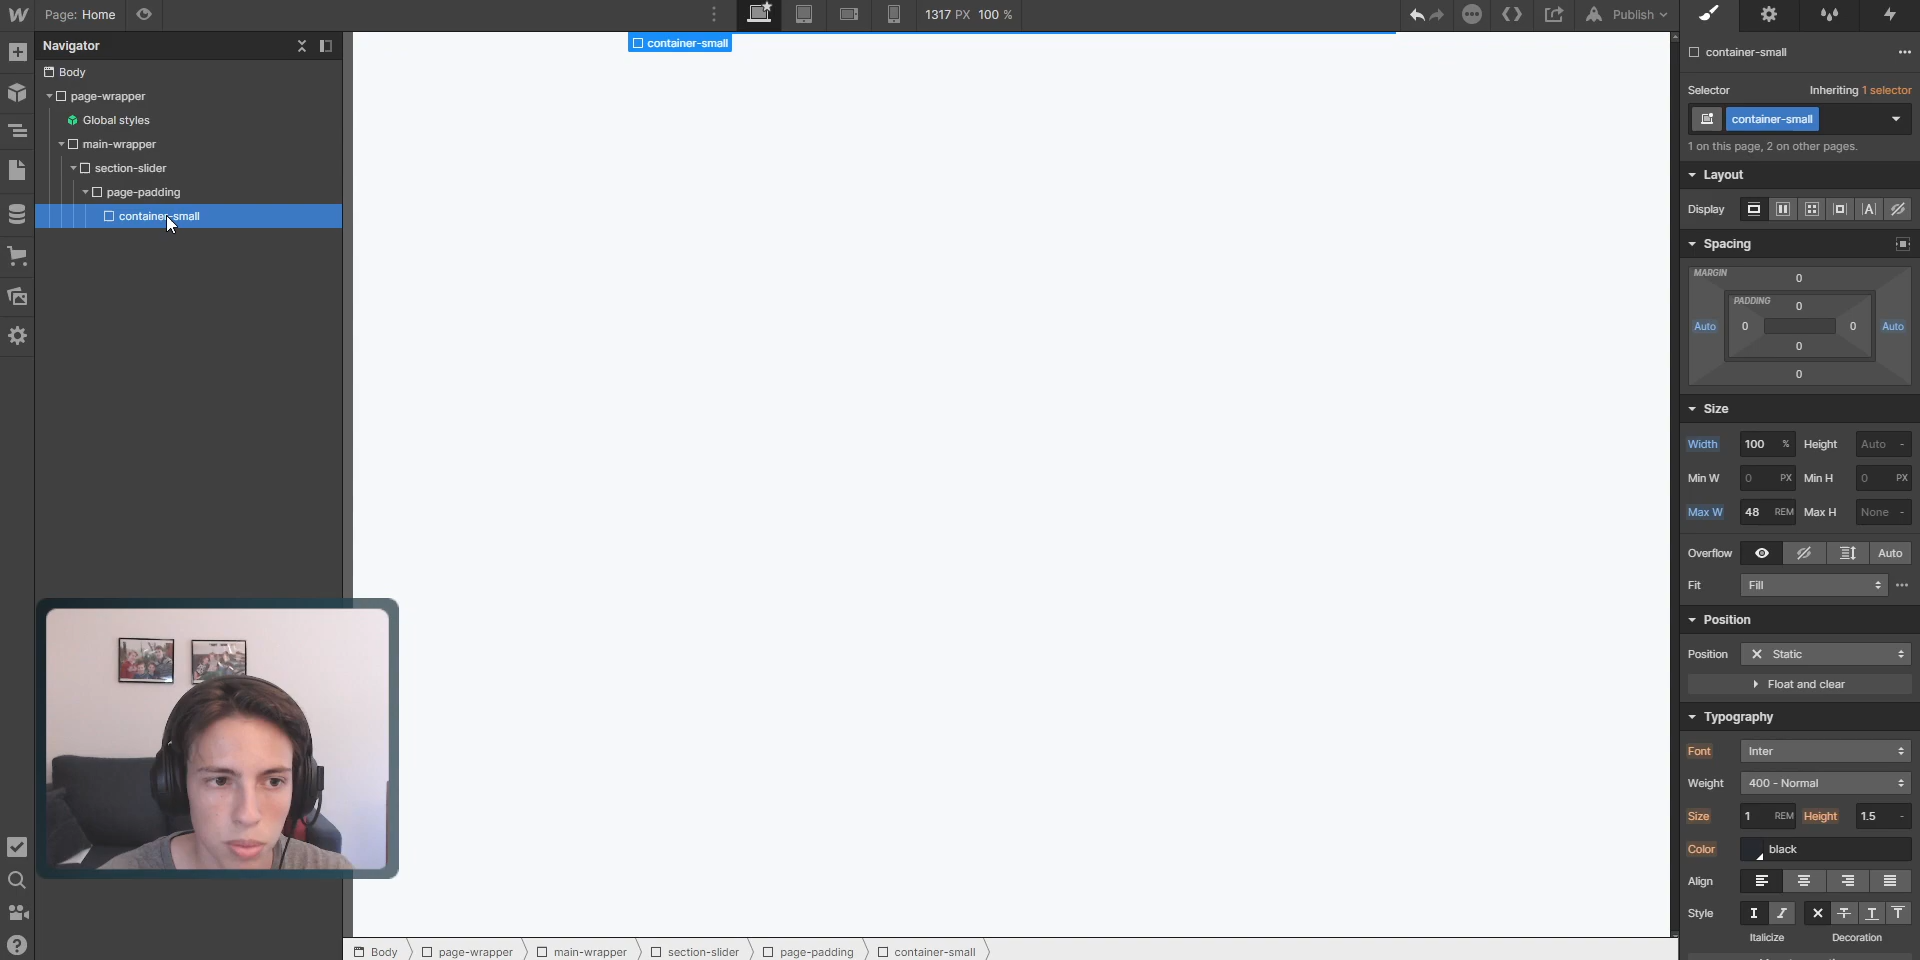 Page: Home
1317 PX 100 %
Publish
Navigator
Body
page-wrapper
Global styles
main-wrapper
section-slider
page-padding
container-small
container-small
container-small
Selector Inheriting 1 selector
container-small
1 on this page, 2 on other pages.
Layout
Display
Spacing
MARGIN
0
PADDING
0
Auto 0 0 Auto
0
0
Size
Width 100 % Height Auto -
Min W 0 PX Min H 0 PX
Max W 48 REM Max H None -
Overflow Auto
Fit Fill
Position
Position Static
Float and clear
Typography
Font Inter
Weight 400 - Normal
Size 1 REM Height 1.5 -
Color black
Align
Style
Italicize Decoration
Body page-wrapper main-wrapper section-slider page-padding container-small